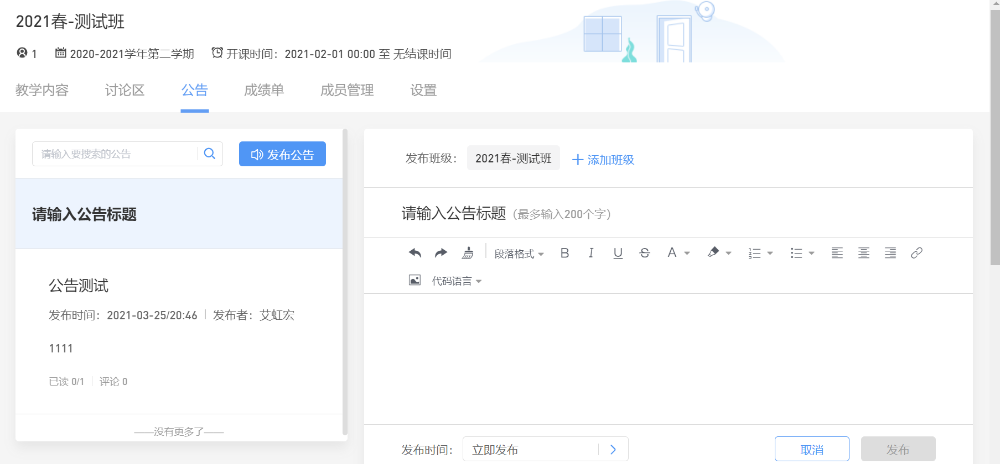 2021春-测试班
1 2020-2021学年第二学期 开课时间：2021-02-01 00:00 至 无结课时间
教学内容 讨论区 公告 成绩单 成员管理 设置
请输入要搜索的公告 发布公告
请输入公告标题
公告测试
发布时间：2021-03-25/20:46 发布者：艾虹宏
1111
已读 0/1 评论 0
——没有更多了——
发布班级： 2021春-测试班 添加班级
请输入公告标题（最多输入200个字）
段落格式 B I U S A
代码语言
发布时间： 立即发布 取消 发布